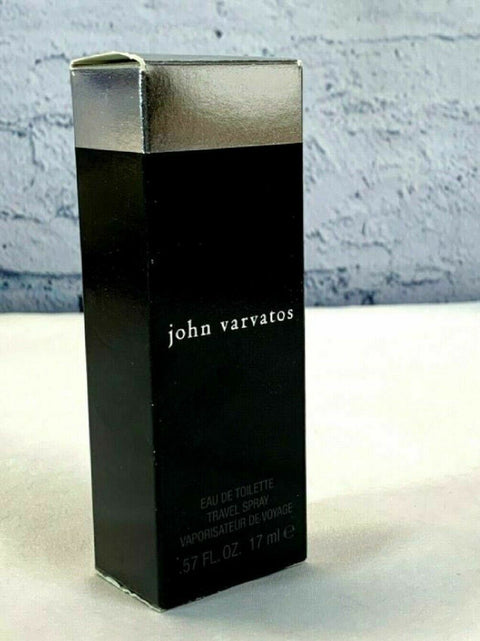 john varvatos
EAU DE TOILETTE
TRAVEL SPRAY
VAPORISATEUR DE VOYAGE
.57 FL. OZ. 17 ml ℮